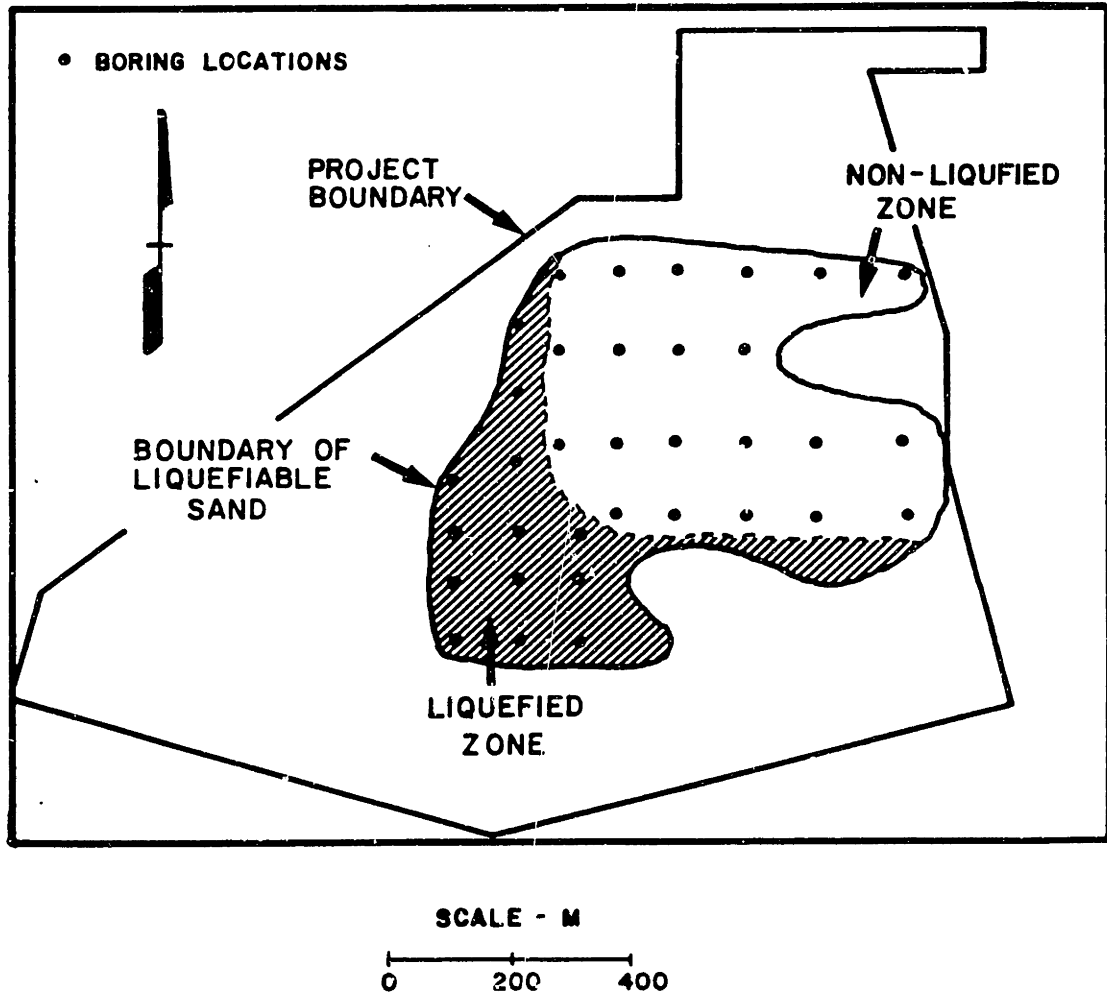 BORING LOCATIONS
PROJECT
BOUNDARY
NON-LIQUFIED
ZONE
BOUNDARY OF
LIQUEFIABLE
SAND
LIQUEFIED
ZONE
SCALE - M
0 200 400